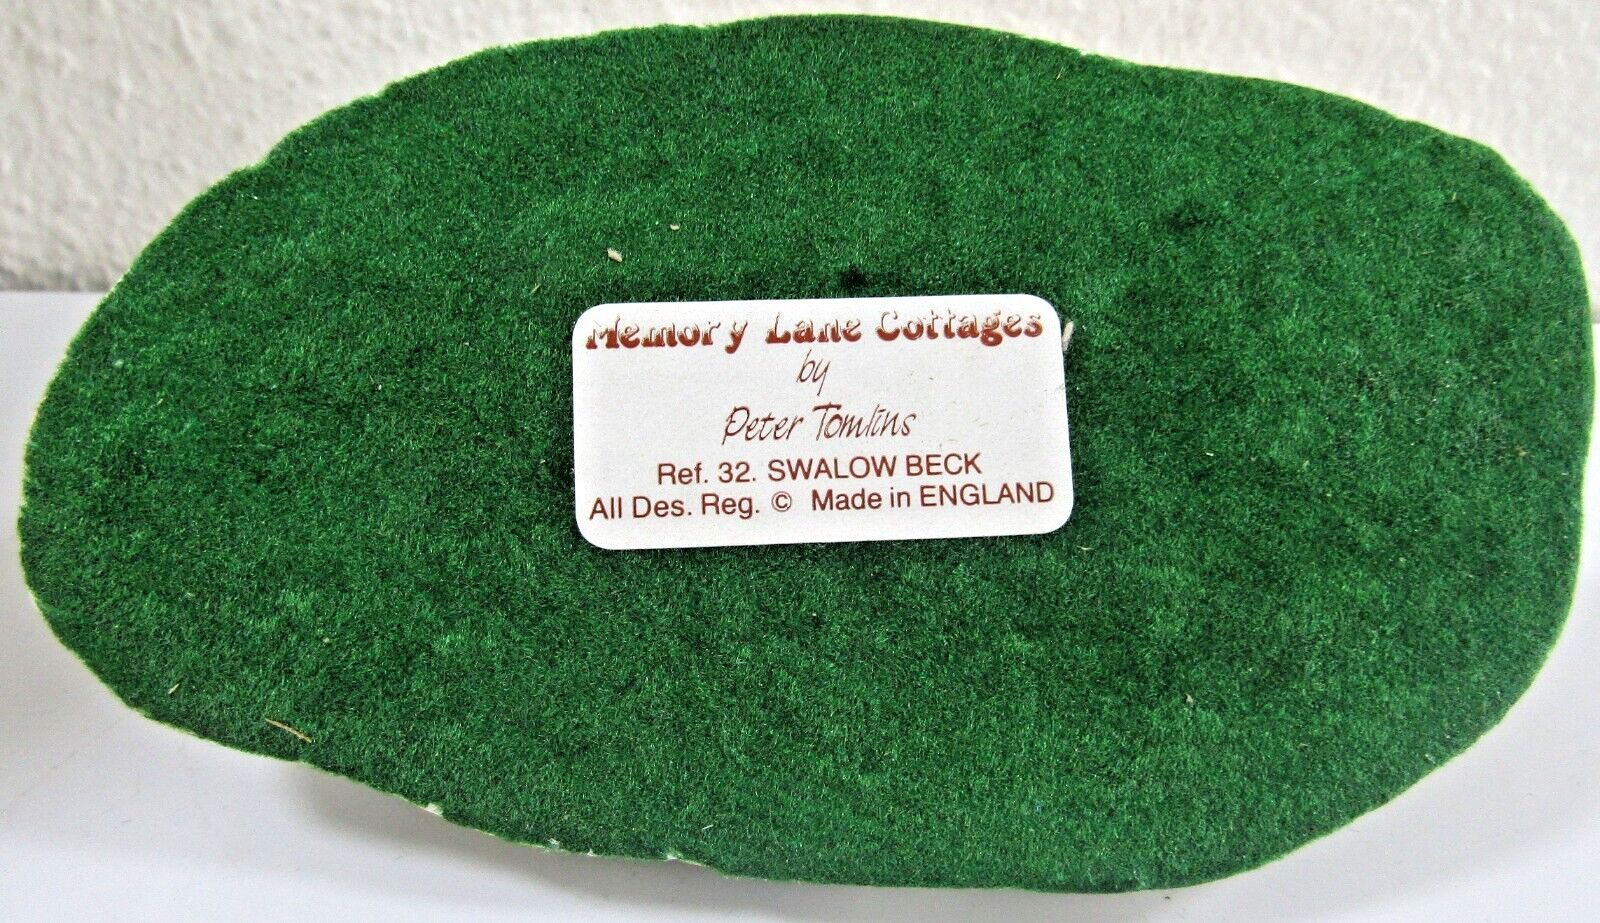 Memory Lane Cottages
by
Peter Tomlins
Ref. 32. SWALOW BECK
All Des. Reg. © Made in ENGLAND